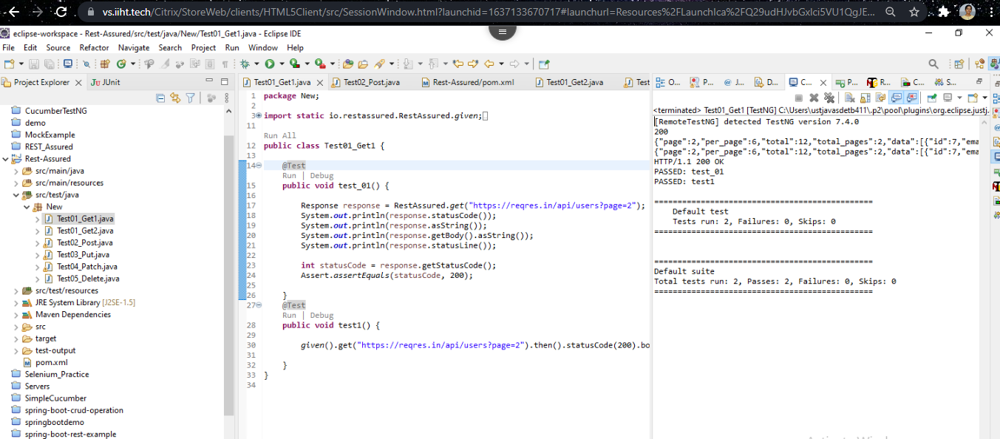 vs.iiht.tech/Citrix/StoreWeb/clients/HTML5Client/src/SessionWindow.html?launchid=1637133670717#launchurl=Resources%2FLaunchIca%2FQ29udHJvbGxlci5VU1QgJE...
eclipse-workspace - Rest-Assured/src/test/java/New/Test01_Get1.java - Eclipse IDE
File Edit Source Refactor Navigate Search Project Run Window Help
Project Explorer
JUnit
CucumberTestNG
demo
MockExample
REST_Assured
Rest-Assured
src/main/java
src/main/resources
src/test/java
New
Test01_Get1.java
Test01_Get2.java
Test02_Post.java
Test03_Put.java
Test04_Patch.java
Test05_Delete.java
src/test/resources
JRE System Library [J2SE-1.5]
Maven Dependencies
src
target
test-output
pom.xml
Selenium_Practice
Servers
SimpleCucumber
spring-boot-crud-operation
springbootdemo
spring-boot-rest-example
Test01_Get1.java Test02_Post.java Rest-Assured/pom.xml Test01_Get2.java Test
1 package New;
2
3 import static io.restassured.RestAssured.given;
11
Run All
12 public class Test01_Get1 {
13
14 @Test
Run | Debug
15 public void test_01() {
16
17 Response response = RestAssured.get("https://reqres.in/api/users?page=2");
18 System.out.println(response.statusCode());
19 System.out.println(response.asString());
20 System.out.println(response.getBody().asString());
21 System.out.println(response.statusLine());
22
23 int statusCode = response.getStatusCode();
24 Assert.assertEquals(statusCode, 200);
25
26 }
27 @Test
Run | Debug
28 public void test1() {
29
30 given().get("https://reqres.in/api/users?page=2").then().statusCode(200).bo
31
32 }
33 }
34
O... P... J... D... C... P... R... C... S...
<terminated> Test01_Get1 [TestNG] C:\Users\ustjavasdetb411\.p2\pool\plugins\org.eclipse.justj.
[RemoteTestNG] detected TestNG version 7.4.0
200
{"page":2,"per_page":6,"total":12,"total_pages":2,"data":[{"id":7,"ema
{"page":2,"per_page":6,"total":12,"total_pages":2,"data":[{"id":7,"ema
HTTP/1.1 200 OK
PASSED: test_01
PASSED: test1
===============================================
Default test
Tests run: 2, Failures: 0, Skips: 0
===============================================
===============================================
Default suite
Total tests run: 2, Passes: 2, Failures: 0, Skips: 0
===============================================